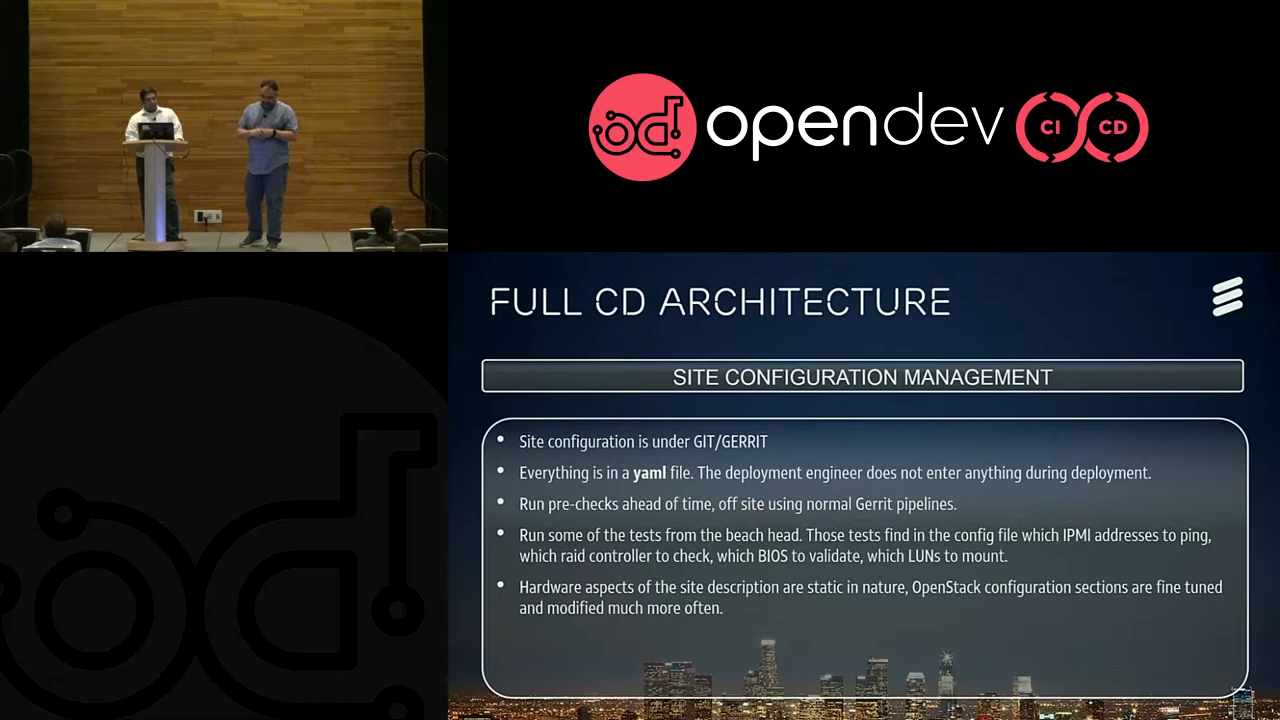 opendev
CI CD
FULL CD ARCHITECTURE
SITE CONFIGURATION MANAGEMENT
• Site configuration is under GIT/GERRIT
• Everything is in a yaml file. The deployment engineer does not enter anything during deployment.
• Run pre-checks ahead of time, off site using normal Gerrit pipelines.
• Run some of the tests from the beach head. Those tests find in the config file which IPMI addresses to ping,
which raid controller to check, which BIOS to validate, which LUNs to mount.
• Hardware aspects of the site description are static in nature, OpenStack configuration sections are fine tuned
and modified much more often.